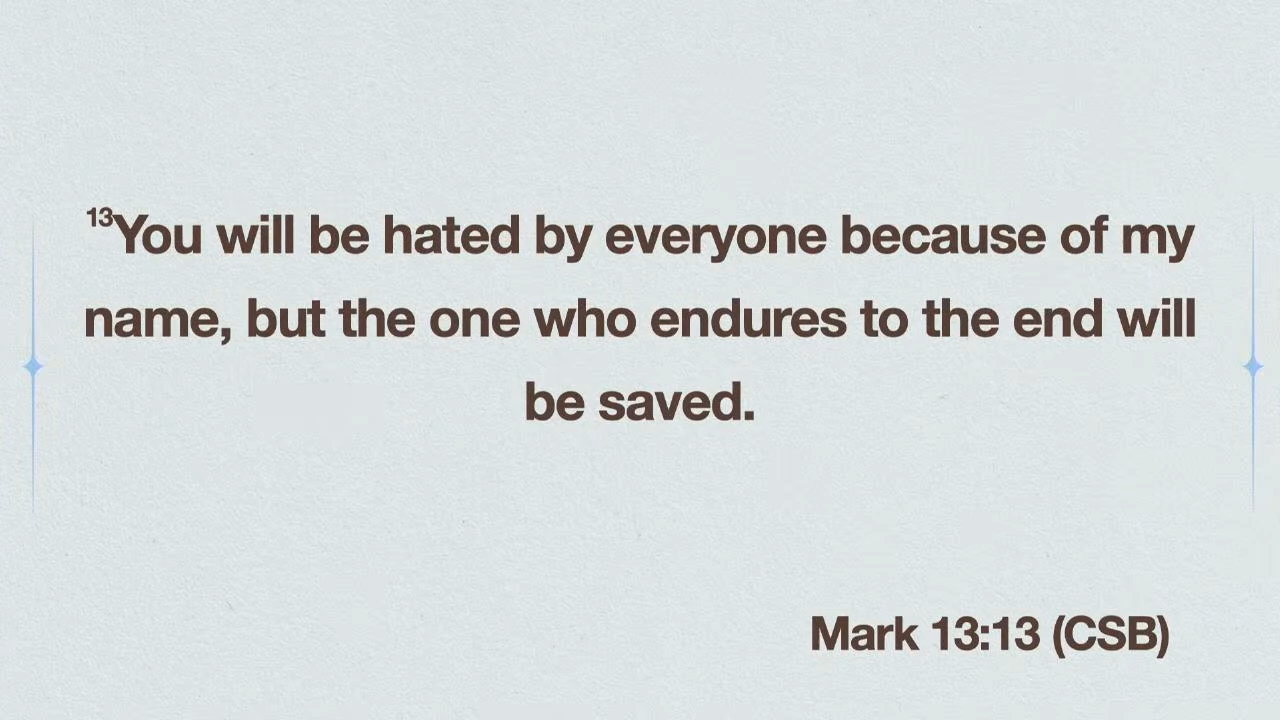 ¹³You will be hated by everyone because of my
name, but the one who endures to the end will
be saved.
Mark 13:13 (CSB)